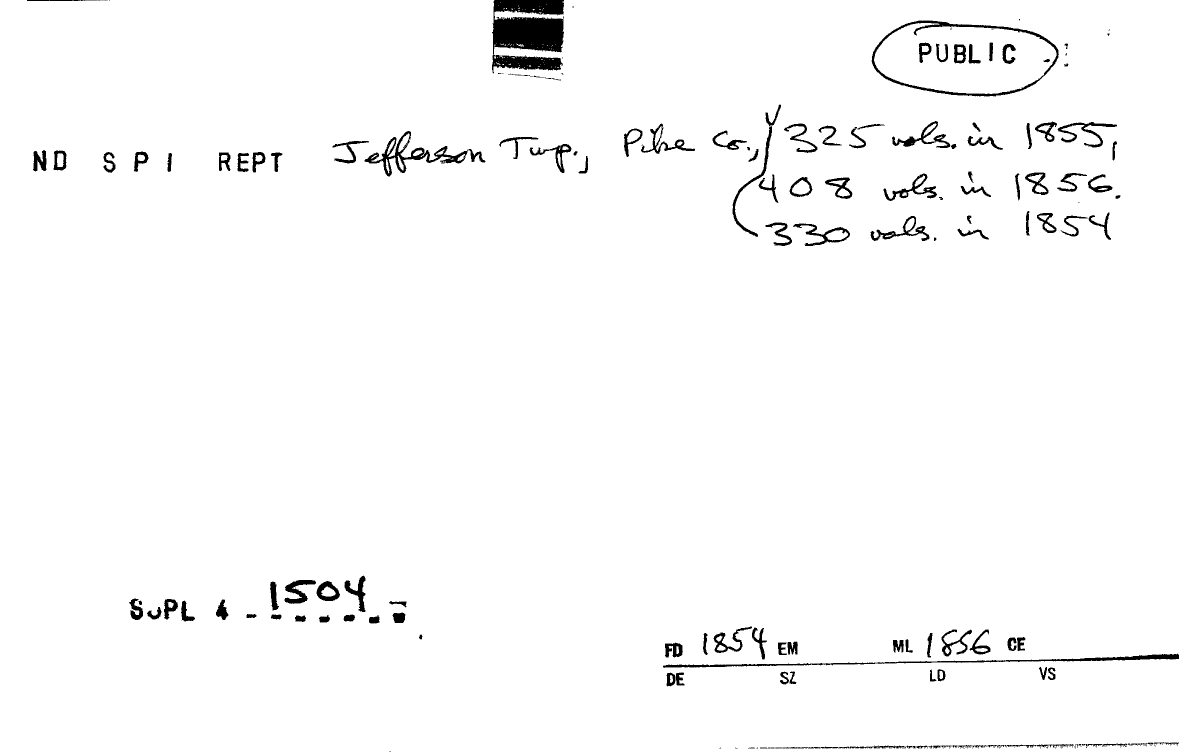 PUBLIC
ND S P I REPT Jefferson Twp., Pike Co., 325 vols. in 1855,
408 vols. in 1856.
330 vols. in 1854
SUPL 4 - 1504
FD 1854 EM ML 1856 CE
DE SZ LD VS